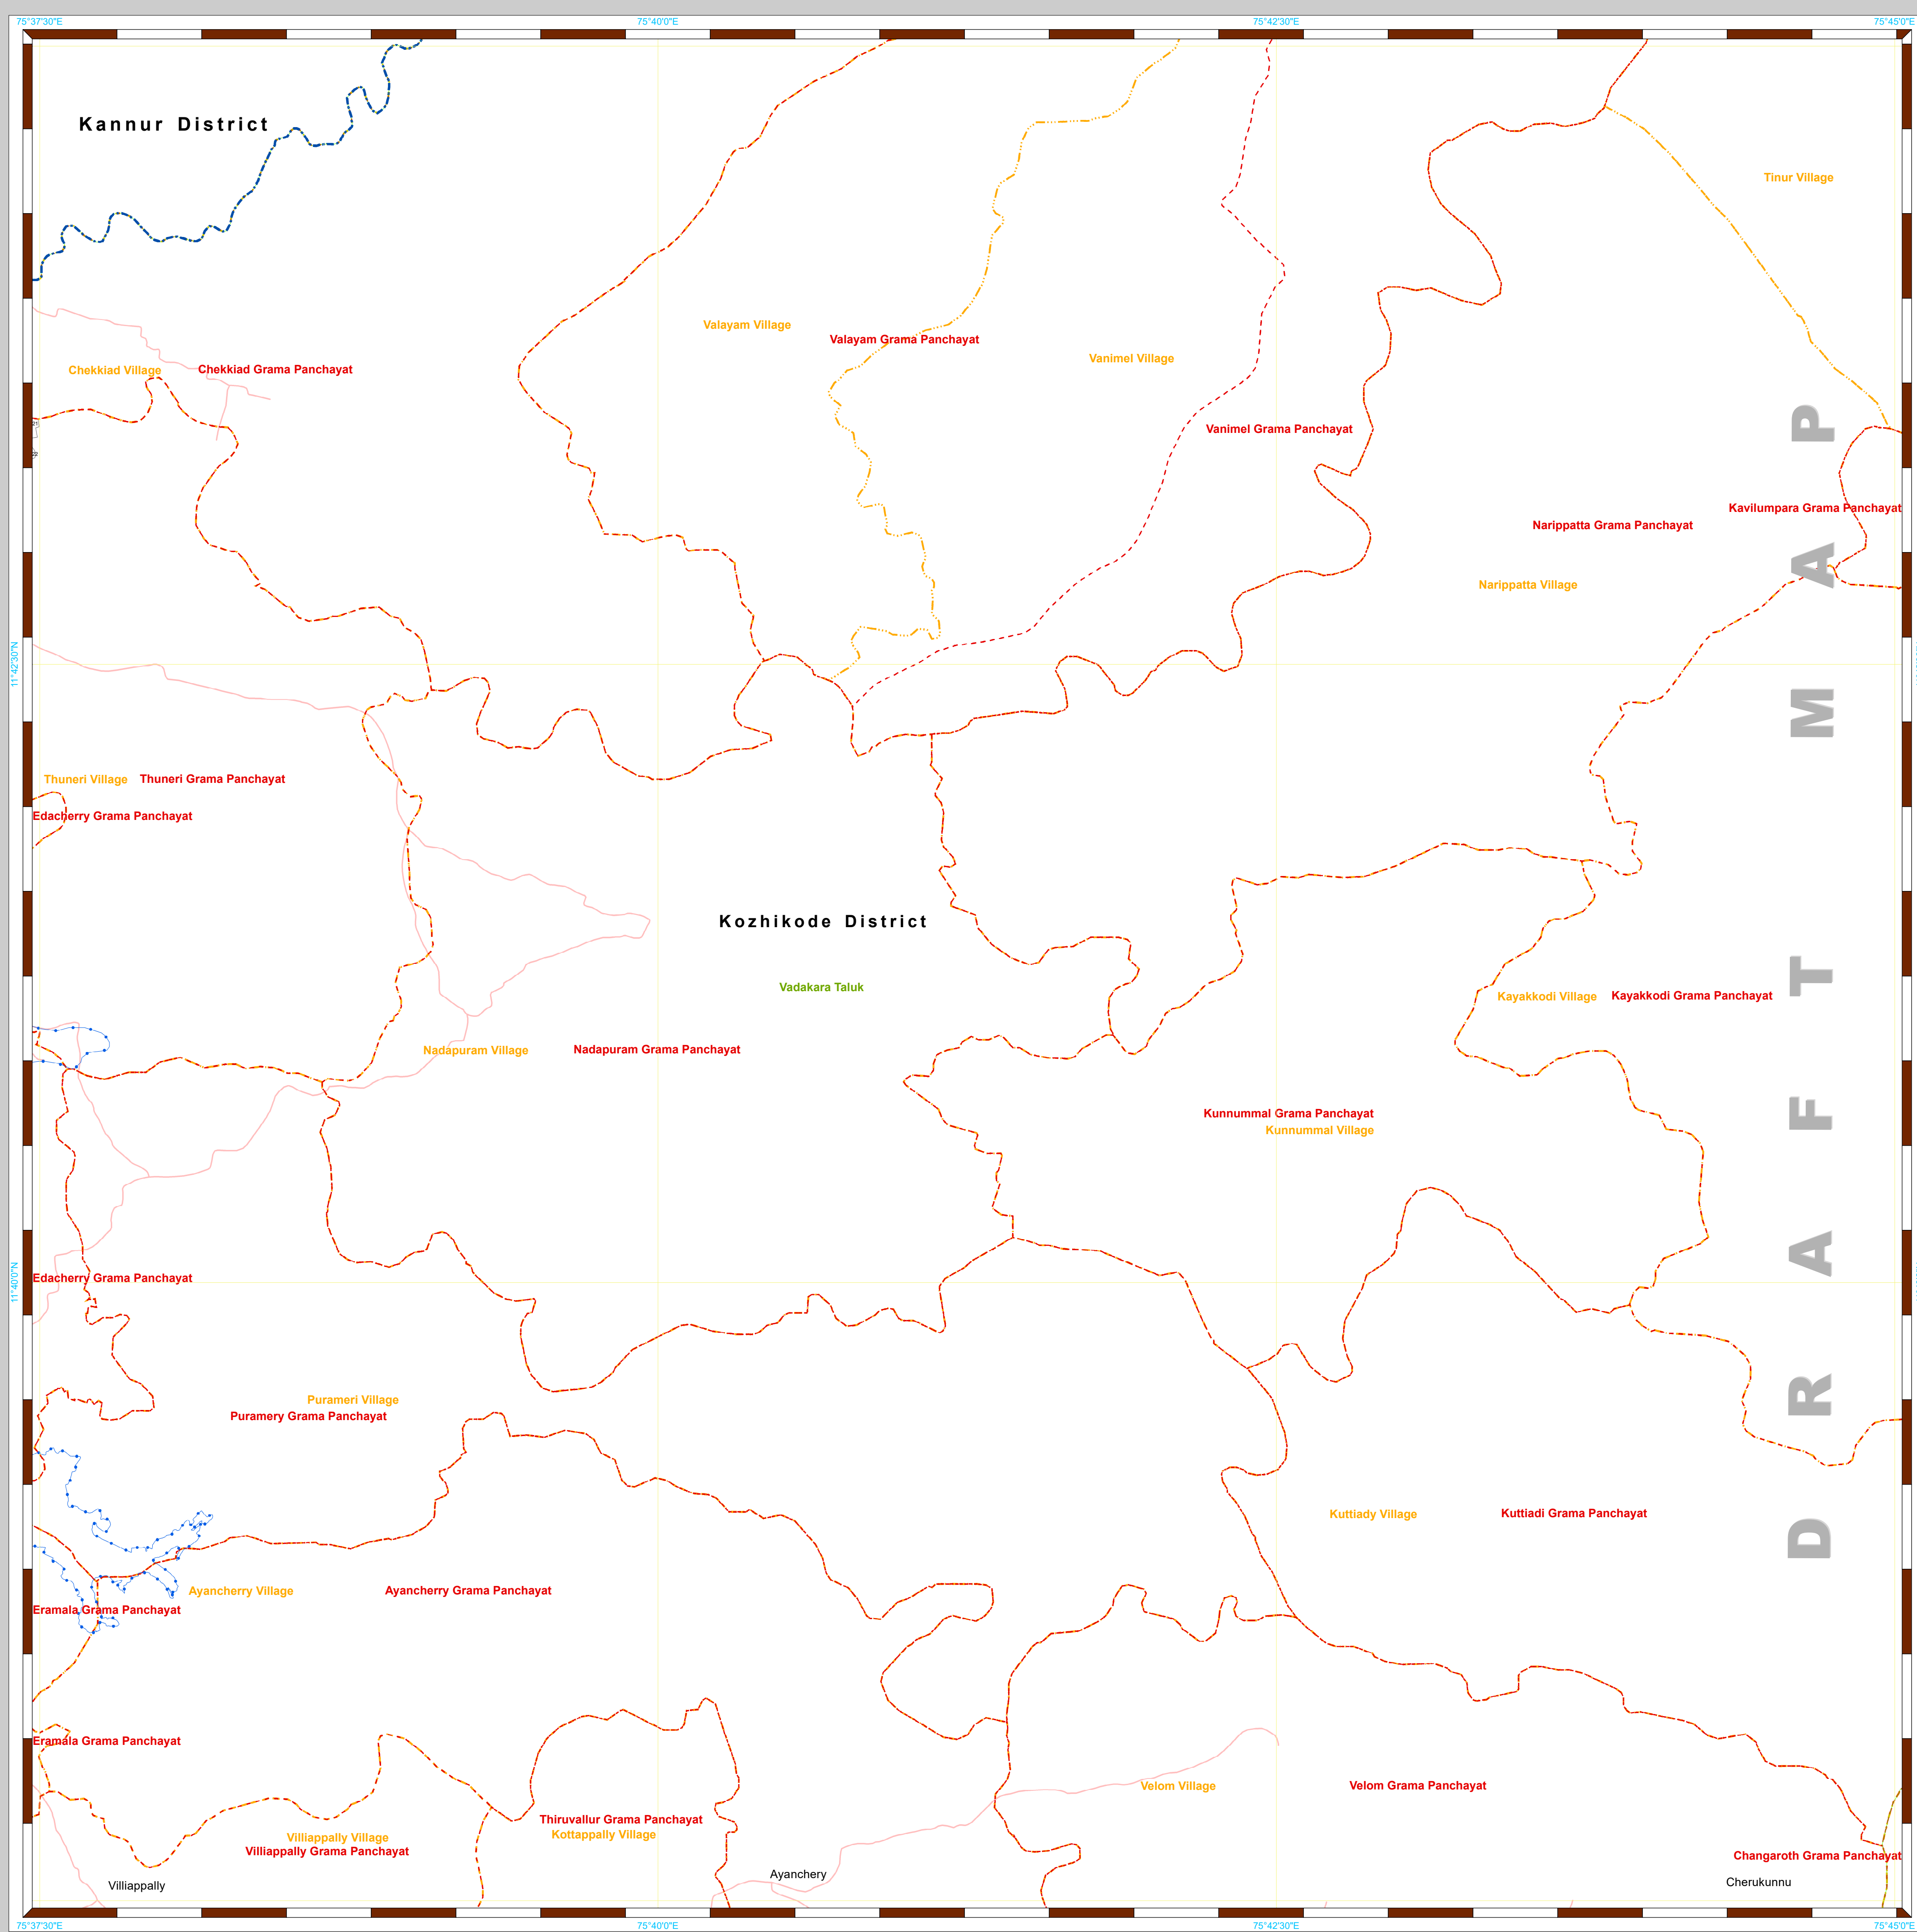 75°37'30"E
75°40'0"E
75°42'30"E
75°45'0"E
Kannur District
Tinur Village
Valayam Village
Valayam Grama Panchayat
Vanimel Village
Chekkiad Village
Chekkiad Grama Panchayat
Vanimel Grama Panchayat
Kavilumpara Grama Panchayat
Narippatta Grama Panchayat
Narippatta Village
11°42'30"N
Thuneri Village
Thuneri Grama Panchayat
Edacherry Grama Panchayat
Kozhikode District
Vadakara Taluk
Kayakkodi Village
Kayakkodi Grama Panchayat
Nadapuram Village
Nadapuram Grama Panchayat
Kunnummal Grama Panchayat
Kunnummal Village
11°40'0"N
Edacherry Grama Panchayat
Purameri Village
Puramery Grama Panchayat
Kuttiady Village
Kuttiadi Grama Panchayat
DRAFT MAP
Ayancherry Village
Ayancherry Grama Panchayat
Eramala Grama Panchayat
Eramala Grama Panchayat
Velom Village
Velom Grama Panchayat
Thiruvallur Grama Panchayat
Kottappally Village
Villiappally Village
Villiappally Grama Panchayat
Changaroth Grama Panchayat
Ayanchery
Villiappally
Cherukunnu
75°37'30"E
75°40'0"E
75°42'30"E
75°45'0"E